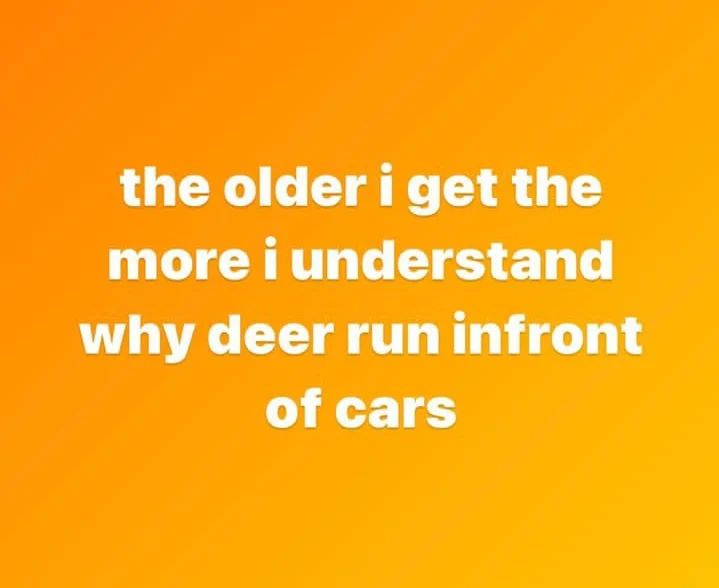 the older i get the
more i understand
why deer run infront
of cars